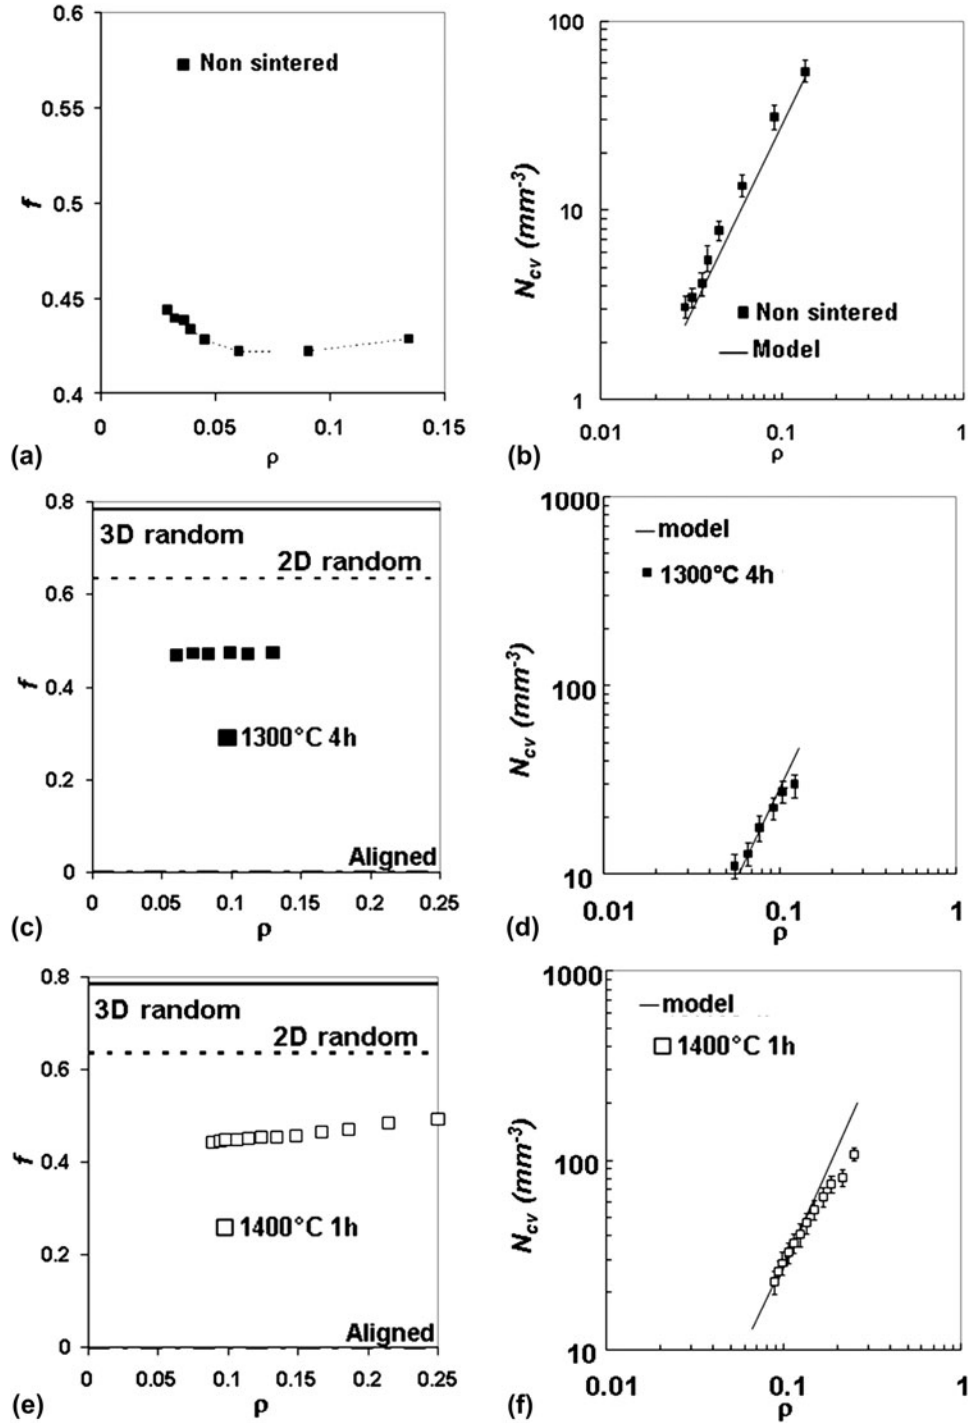 0.6
Non sintered
0.55
f
0.5
0.45
0.4
0 0.05 0.1 0.15
(a)
ρ
100
N_cv (mm⁻³)
10
Non sintered
Model
1
0.01 0.1 1
(b)
ρ
0.8
3D random
2D random
0.6
f
0.4
1300°C 4h
0.2
Aligned
0
0 0.05 0.1 0.15 0.2 0.25
(c)
ρ
1000
model
1300°C 4h
N_cv (mm⁻³)
100
10
0.01 0.1 1
(d)
ρ
0.8
3D random
2D random
0.6
f
0.4
1400°C 1h
0.2
Aligned
0
0 0.05 0.1 0.15 0.2 0.25
(e)
ρ
1000
model
1400°C 1h
N_cv (mm⁻³)
100
10
0.01 0.1 1
(f)
ρ